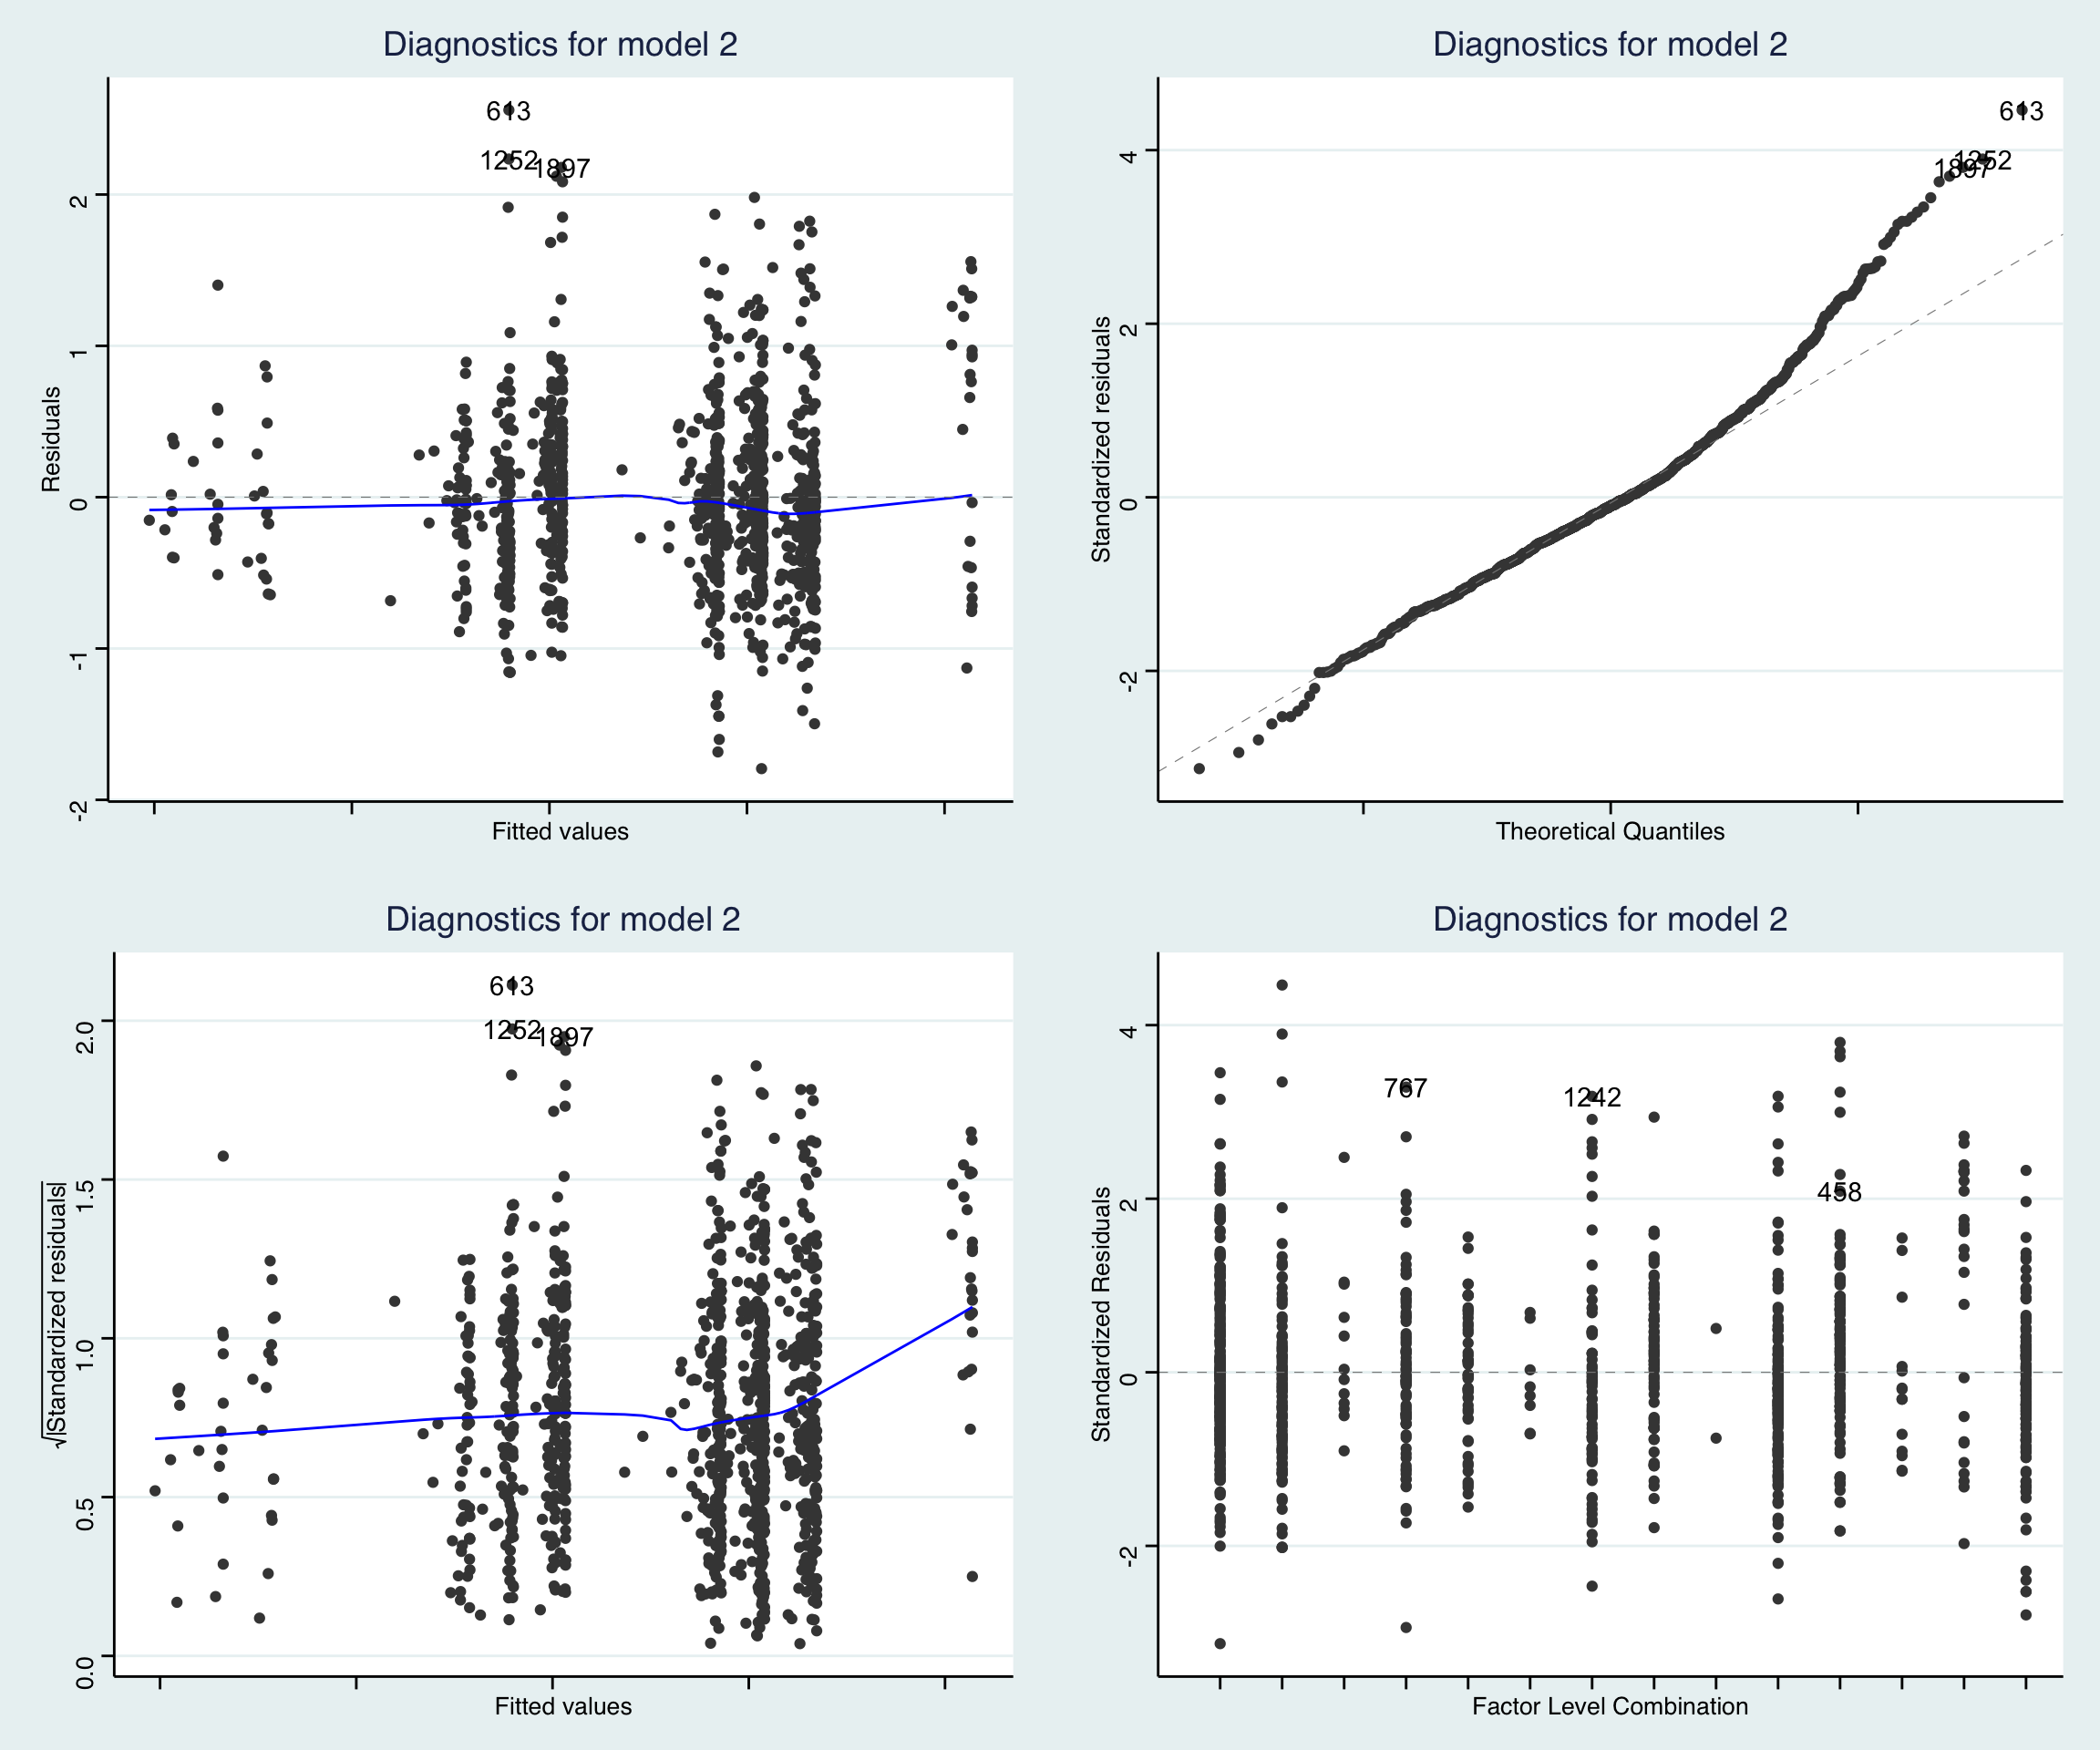 Diagnostics for model 2
613
1252
1897
2
1
0
-1
-2
Residuals
Fitted values
Diagnostics for model 2
613
1252
1897
4
2
0
-2
Standardized residuals
Theoretical Quantiles
Diagnostics for model 2
613
1252
1897
2.0
1.5
1.0
0.5
0.0
√|Standardized residuals|
Fitted values
Diagnostics for model 2
767
1242
458
4
2
0
-2
Standardized Residuals
Factor Level Combination